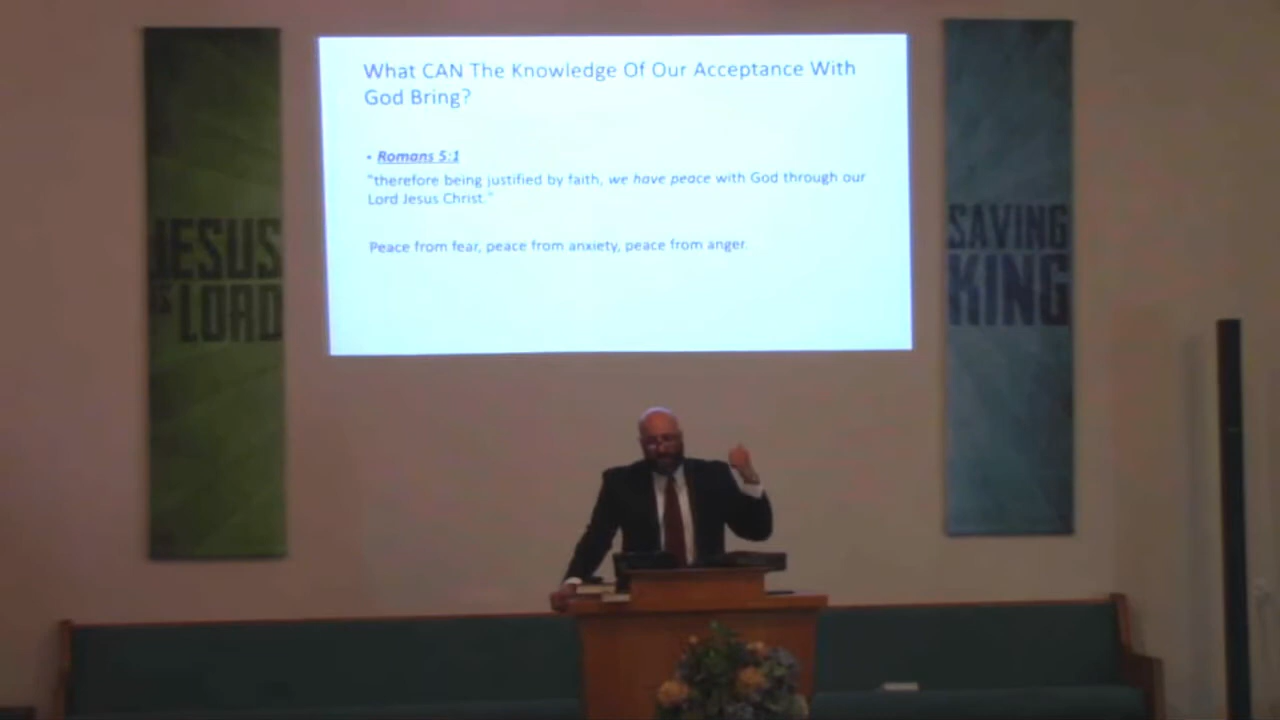 What CAN The Knowledge Of Our Acceptance With
God Bring?
• Romans 5:1
"therefore being justified by faith, we have peace with God through our
Lord Jesus Christ."
Peace from fear, peace from anxiety, peace from anger.
JESUS
IS LORD
SAVING
KING